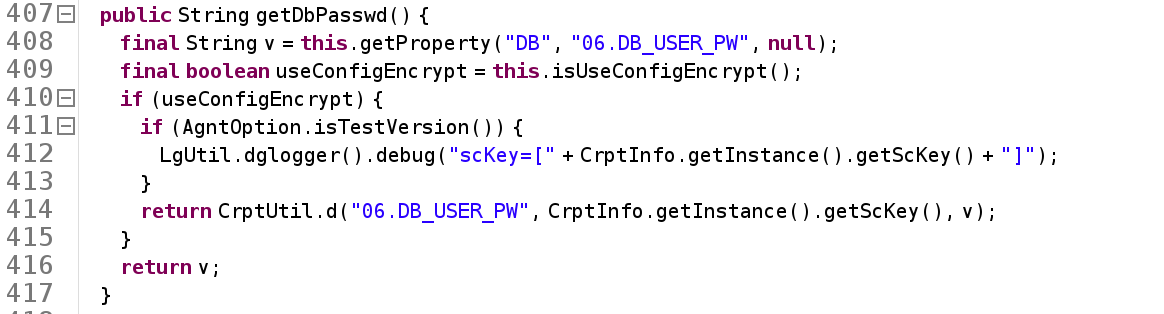 407 public String getDbPasswd() {
408 final String v = this.getProperty("DB", "06.DB_USER_PW", null);
409 final boolean useConfigEncrypt = this.isUseConfigEncrypt();
410 if (useConfigEncrypt) {
411 if (AgntOption.isTestVersion()) {
412 LgUtil.dglogger().debug("scKey=[" + CrptInfo.getInstance().getScKey() + "]");
413 }
414 return CrptUtil.d("06.DB_USER_PW", CrptInfo.getInstance().getScKey(), v);
415 }
416 return v;
417 }